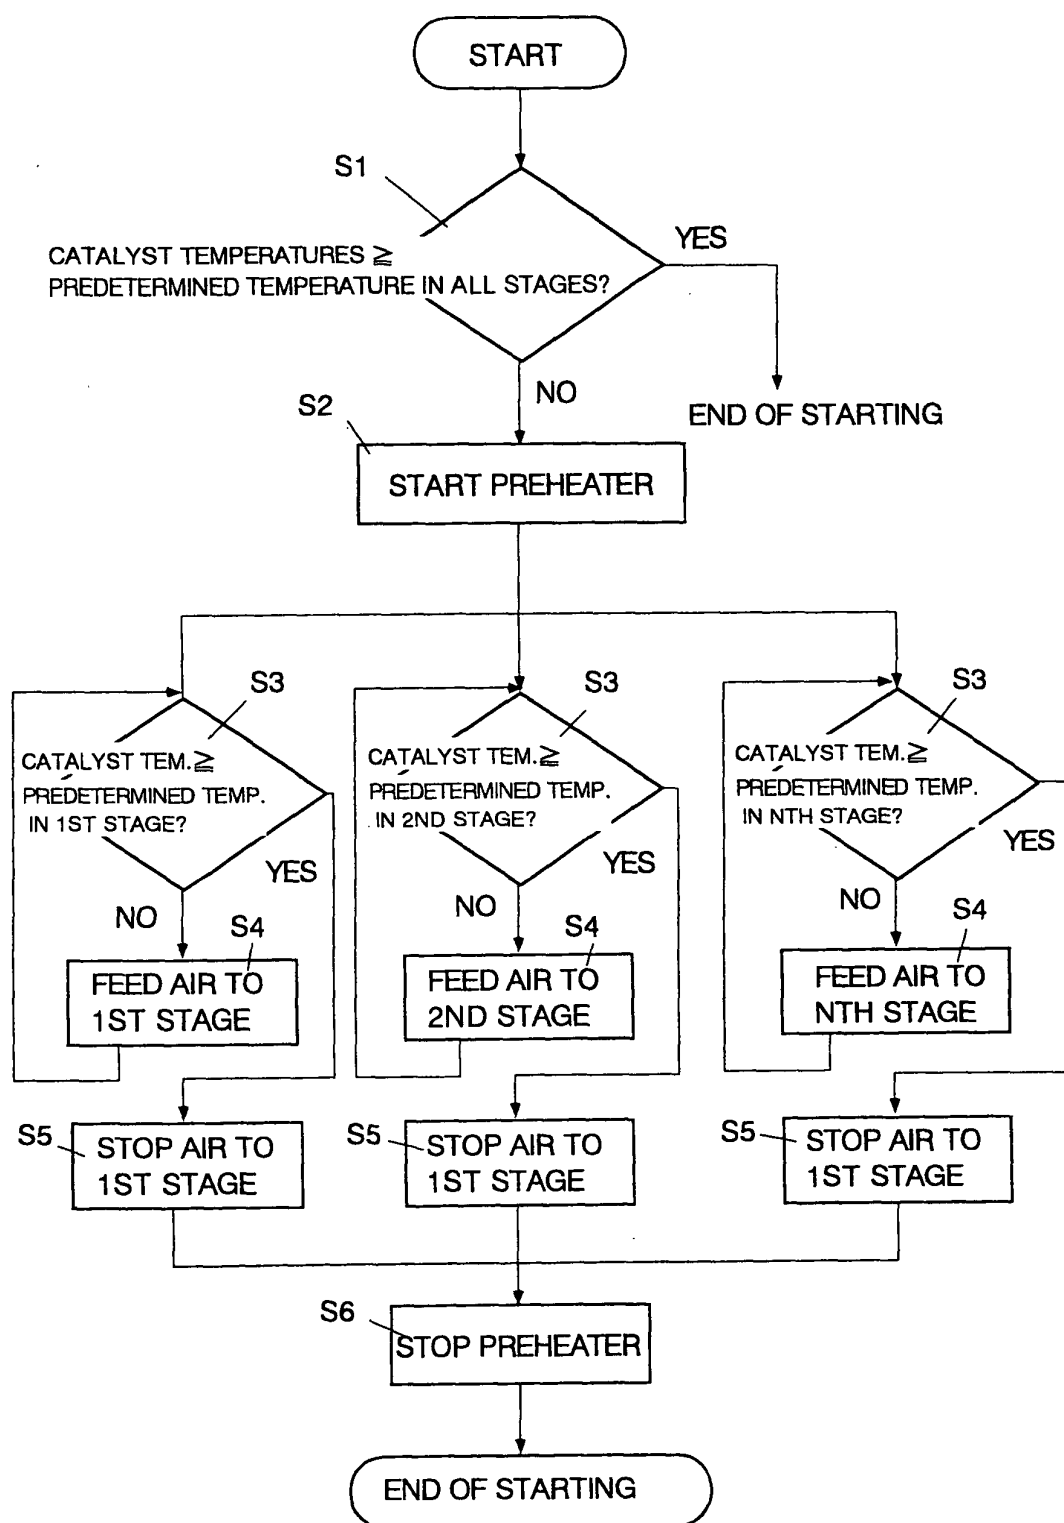 START
S1
CATALYST TEMPERATURES ≧
PREDETERMINED TEMPERATURE IN ALL STAGES?
YES
NO
END OF STARTING
S2
START PREHEATER
S3
CATALYST TEM.≧
PREDETERMINED TEMP.
IN 1ST STAGE?
YES
NO
S4
FEED AIR TO
1ST STAGE
S5
STOP AIR TO
1ST STAGE
S3
CATALYST TEM.≧
PREDETERMINED TEMP.
IN 2ND STAGE?
YES
NO
S4
FEED AIR TO
2ND STAGE
S5
STOP AIR TO
1ST STAGE
S3
CATALYST TEM.≧
PREDETERMINED TEMP.
IN NTH STAGE?
YES
NO
S4
FEED AIR TO
NTH STAGE
S5
STOP AIR TO
1ST STAGE
S6
STOP PREHEATER
END OF STARTING